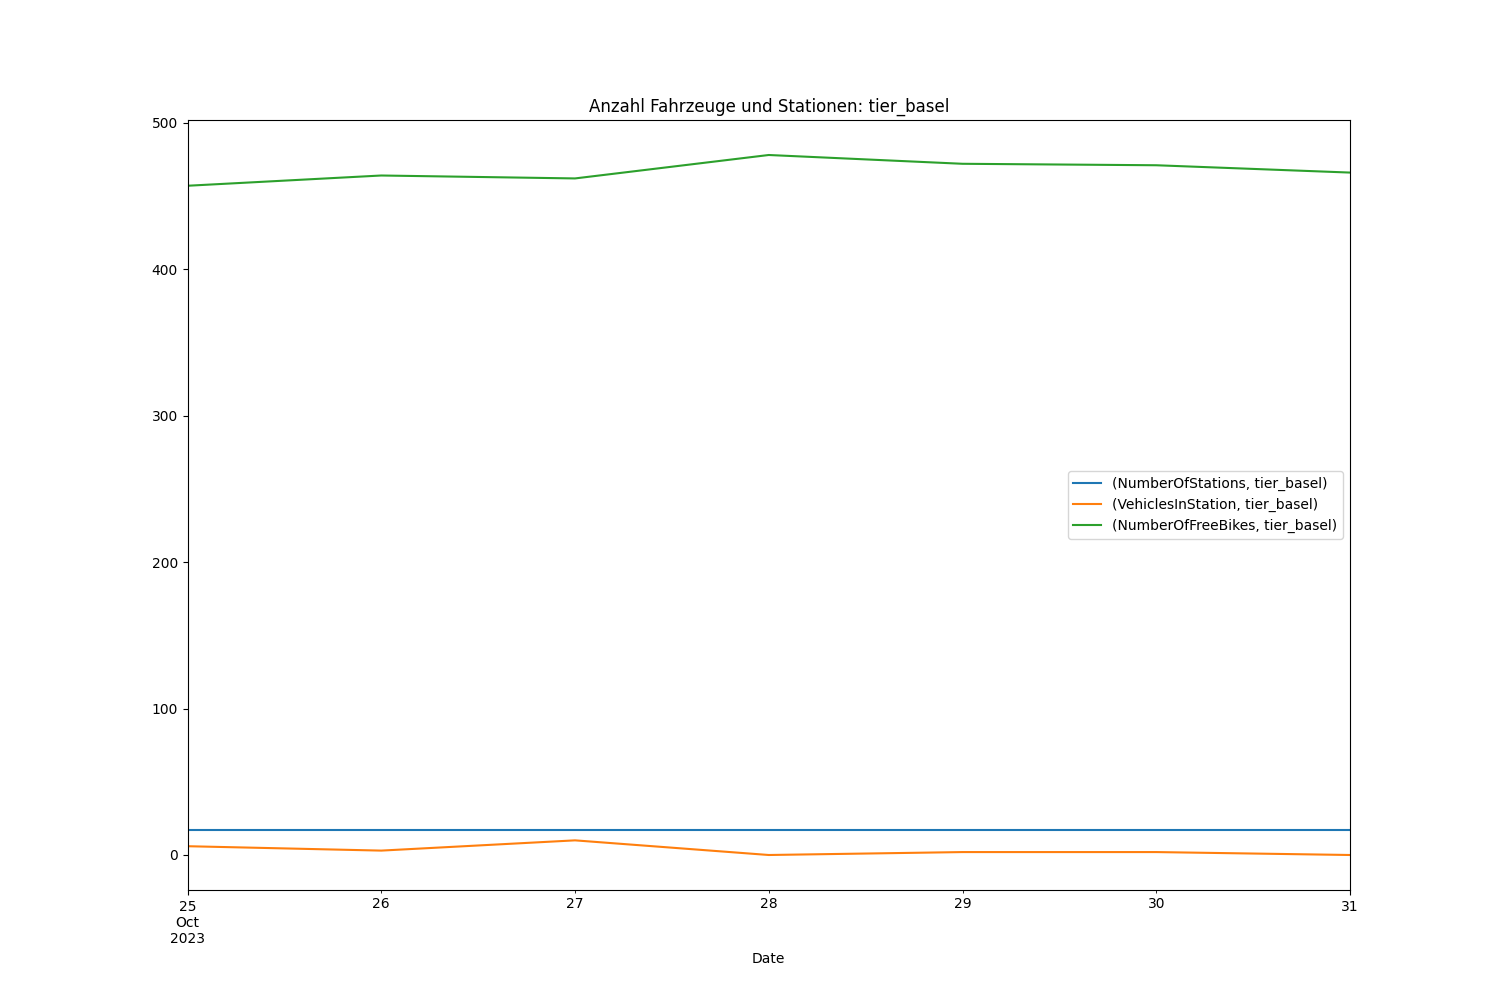 Anzahl Fahrzeuge und Stationen: tier_basel
500
400
300
200
100
0
(NumberOfStations, tier_basel)
(VehiclesInStation, tier_basel)
(NumberOfFreeBikes, tier_basel)
25 26 27 28 29 30 31
Oct
2023
Date